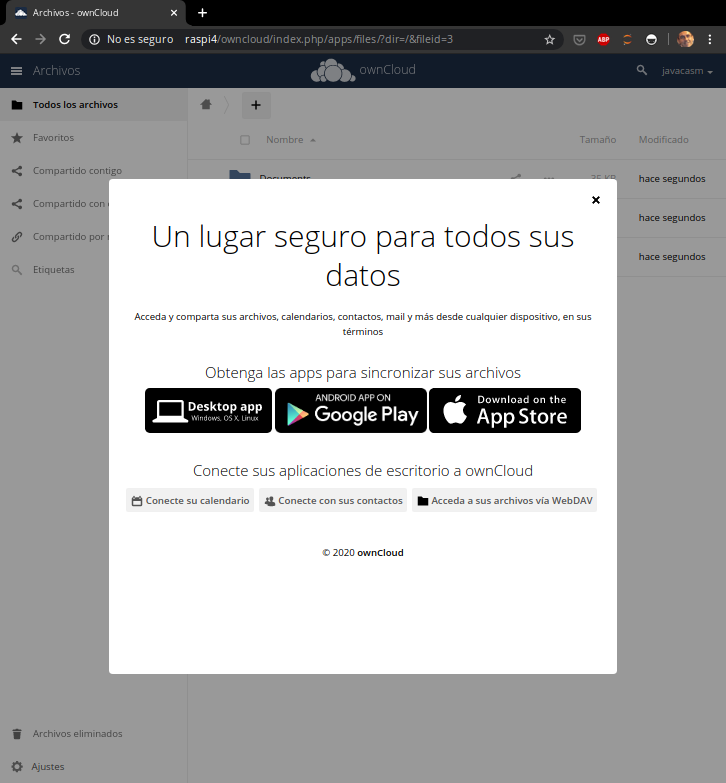 Archivos - ownCloud
No es seguro raspi4/owncloud/index.php/apps/files/?dir=/&fileid=3
ABP
Archivos
ownCloud
javacasm
Todos los archivos
Favoritos
Compartido contigo
Compartido con
Compartido por
Etiquetas
Nombre
Tamaño
Modificado
Documents
35 KB
hace segundos
hace segundos
hace segundos
Un lugar seguro para todos sus
datos
Acceda y comparta sus archivos, calendarios, contactos, mail y más desde cualquier dispositivo, en sus
términos
Obtenga las apps para sincronizar sus archivos
Desktop app
Windows, OS X, Linux
ANDROID APP ON
Google Play
Download on the
App Store
Conecte sus aplicaciones de escritorio a ownCloud
Conecte su calendario
Conecte con sus contactos
Acceda a sus archivos vía WebDAV
© 2020 ownCloud
Archivos eliminados
Ajustes